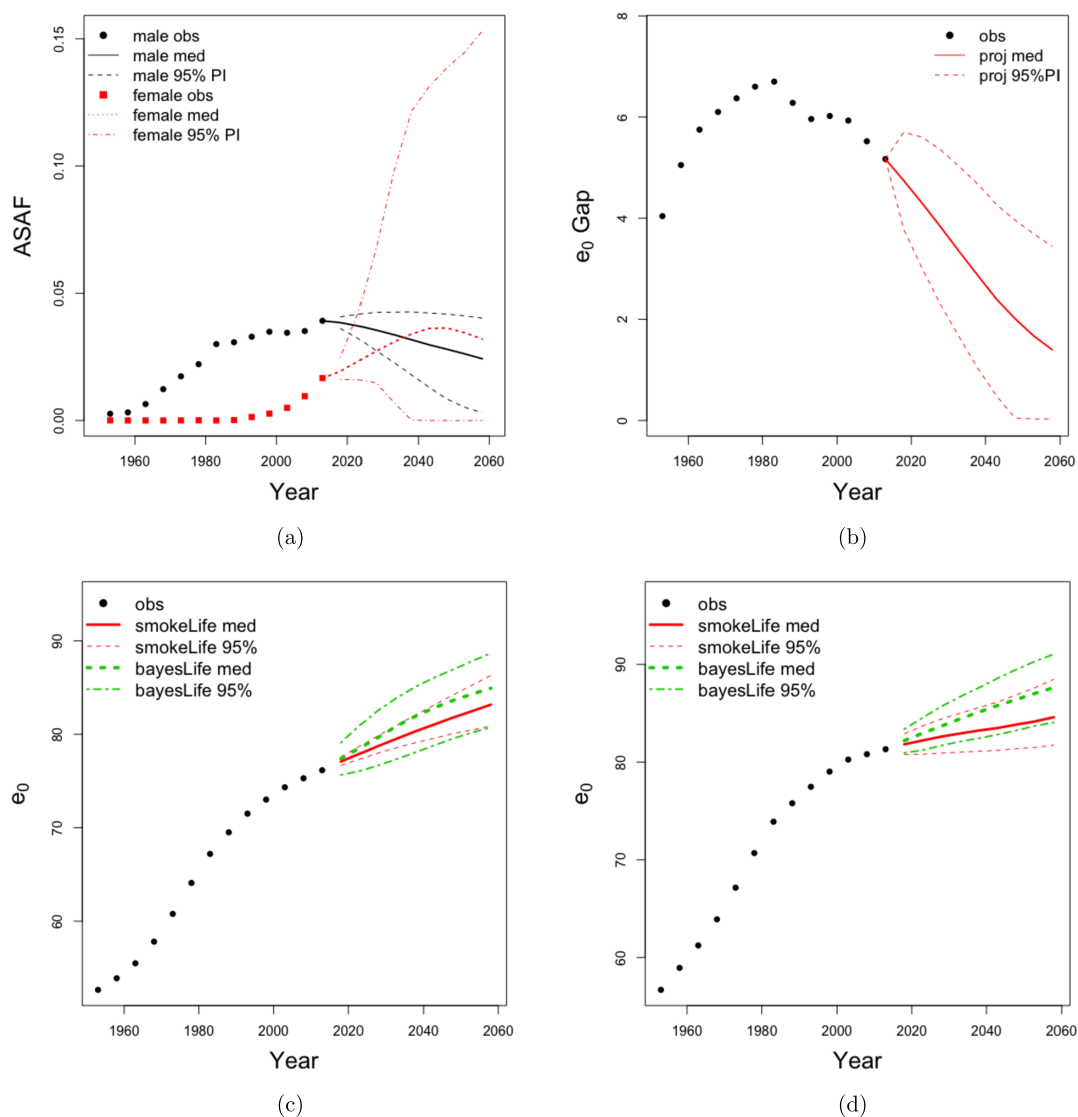 male obs
male med
male 95% PI
female obs
female med
female 95% PI
ASAF
0.00
0.05
0.10
0.15
1960
1980
2000
2020
2040
2060
Year
(a)
obs
proj med
proj 95%PI
e₀ Gap
0
2
4
6
8
1960
1980
2000
2020
2040
2060
Year
(b)
obs
smokeLife med
smokeLife 95%
bayesLife med
bayesLife 95%
e₀
60
70
80
90
1960
1980
2000
2020
2040
2060
Year
(c)
obs
smokeLife med
smokeLife 95%
bayesLife med
bayesLife 95%
e₀
60
70
80
90
1960
1980
2000
2020
2040
2060
Year
(d)